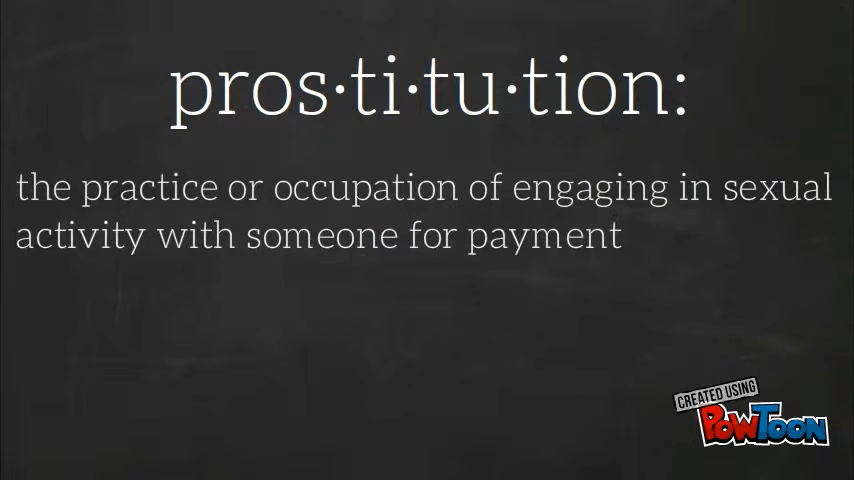 pros·ti·tu·tion:
the practice or occupation of engaging in sexual
activity with someone for payment
CREATED USING
POWTOON